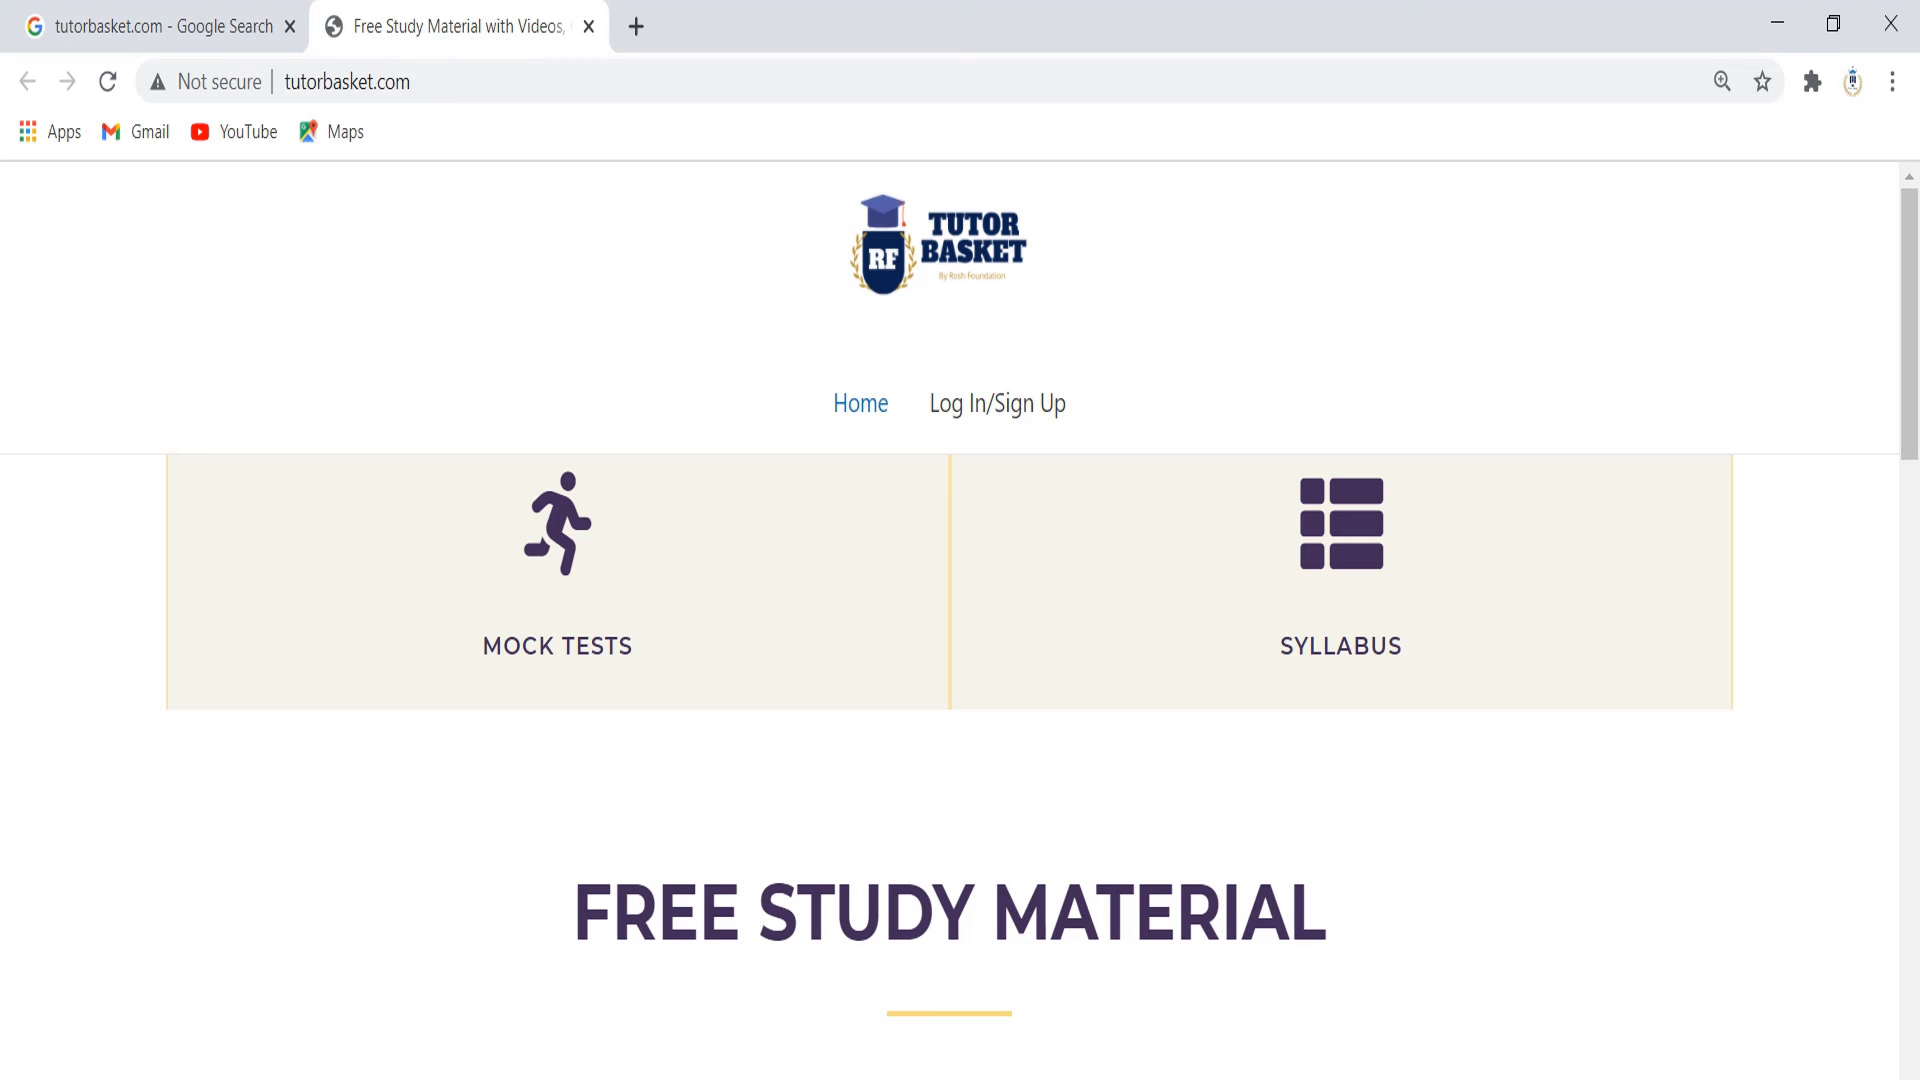 tutorbasket.com - Google Search
Free Study Material with Videos,
Not secure
tutorbasket.com
Apps
Gmail
YouTube
Maps
RF
TUTOR
BASKET
By Rosh Foundation
Home
Log In/Sign Up
MOCK TESTS
SYLLABUS
FREE STUDY MATERIAL